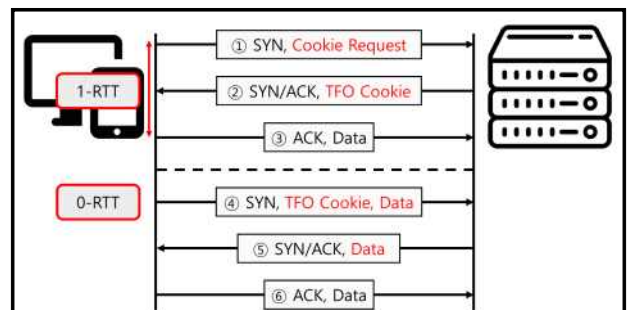 ① SYN, Cookie Request
1-RTT
② SYN/ACK, TFO Cookie
③ ACK, Data
0-RTT
④ SYN, TFO Cookie, Data
⑤ SYN/ACK, Data
⑥ ACK, Data